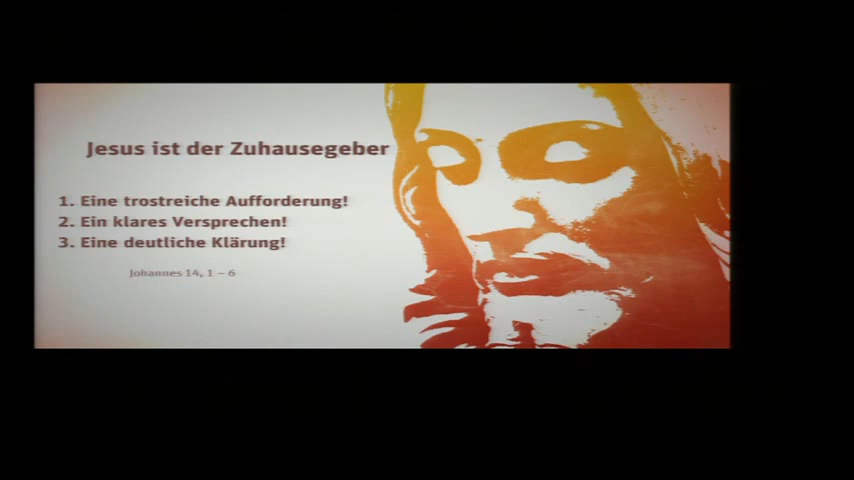 Jesus ist der Zuhausegeber
1. Eine trostreiche Aufforderung!
2. Ein klares Versprechen!
3. Eine deutliche Klärung!
Johannes 14, 1 – 6